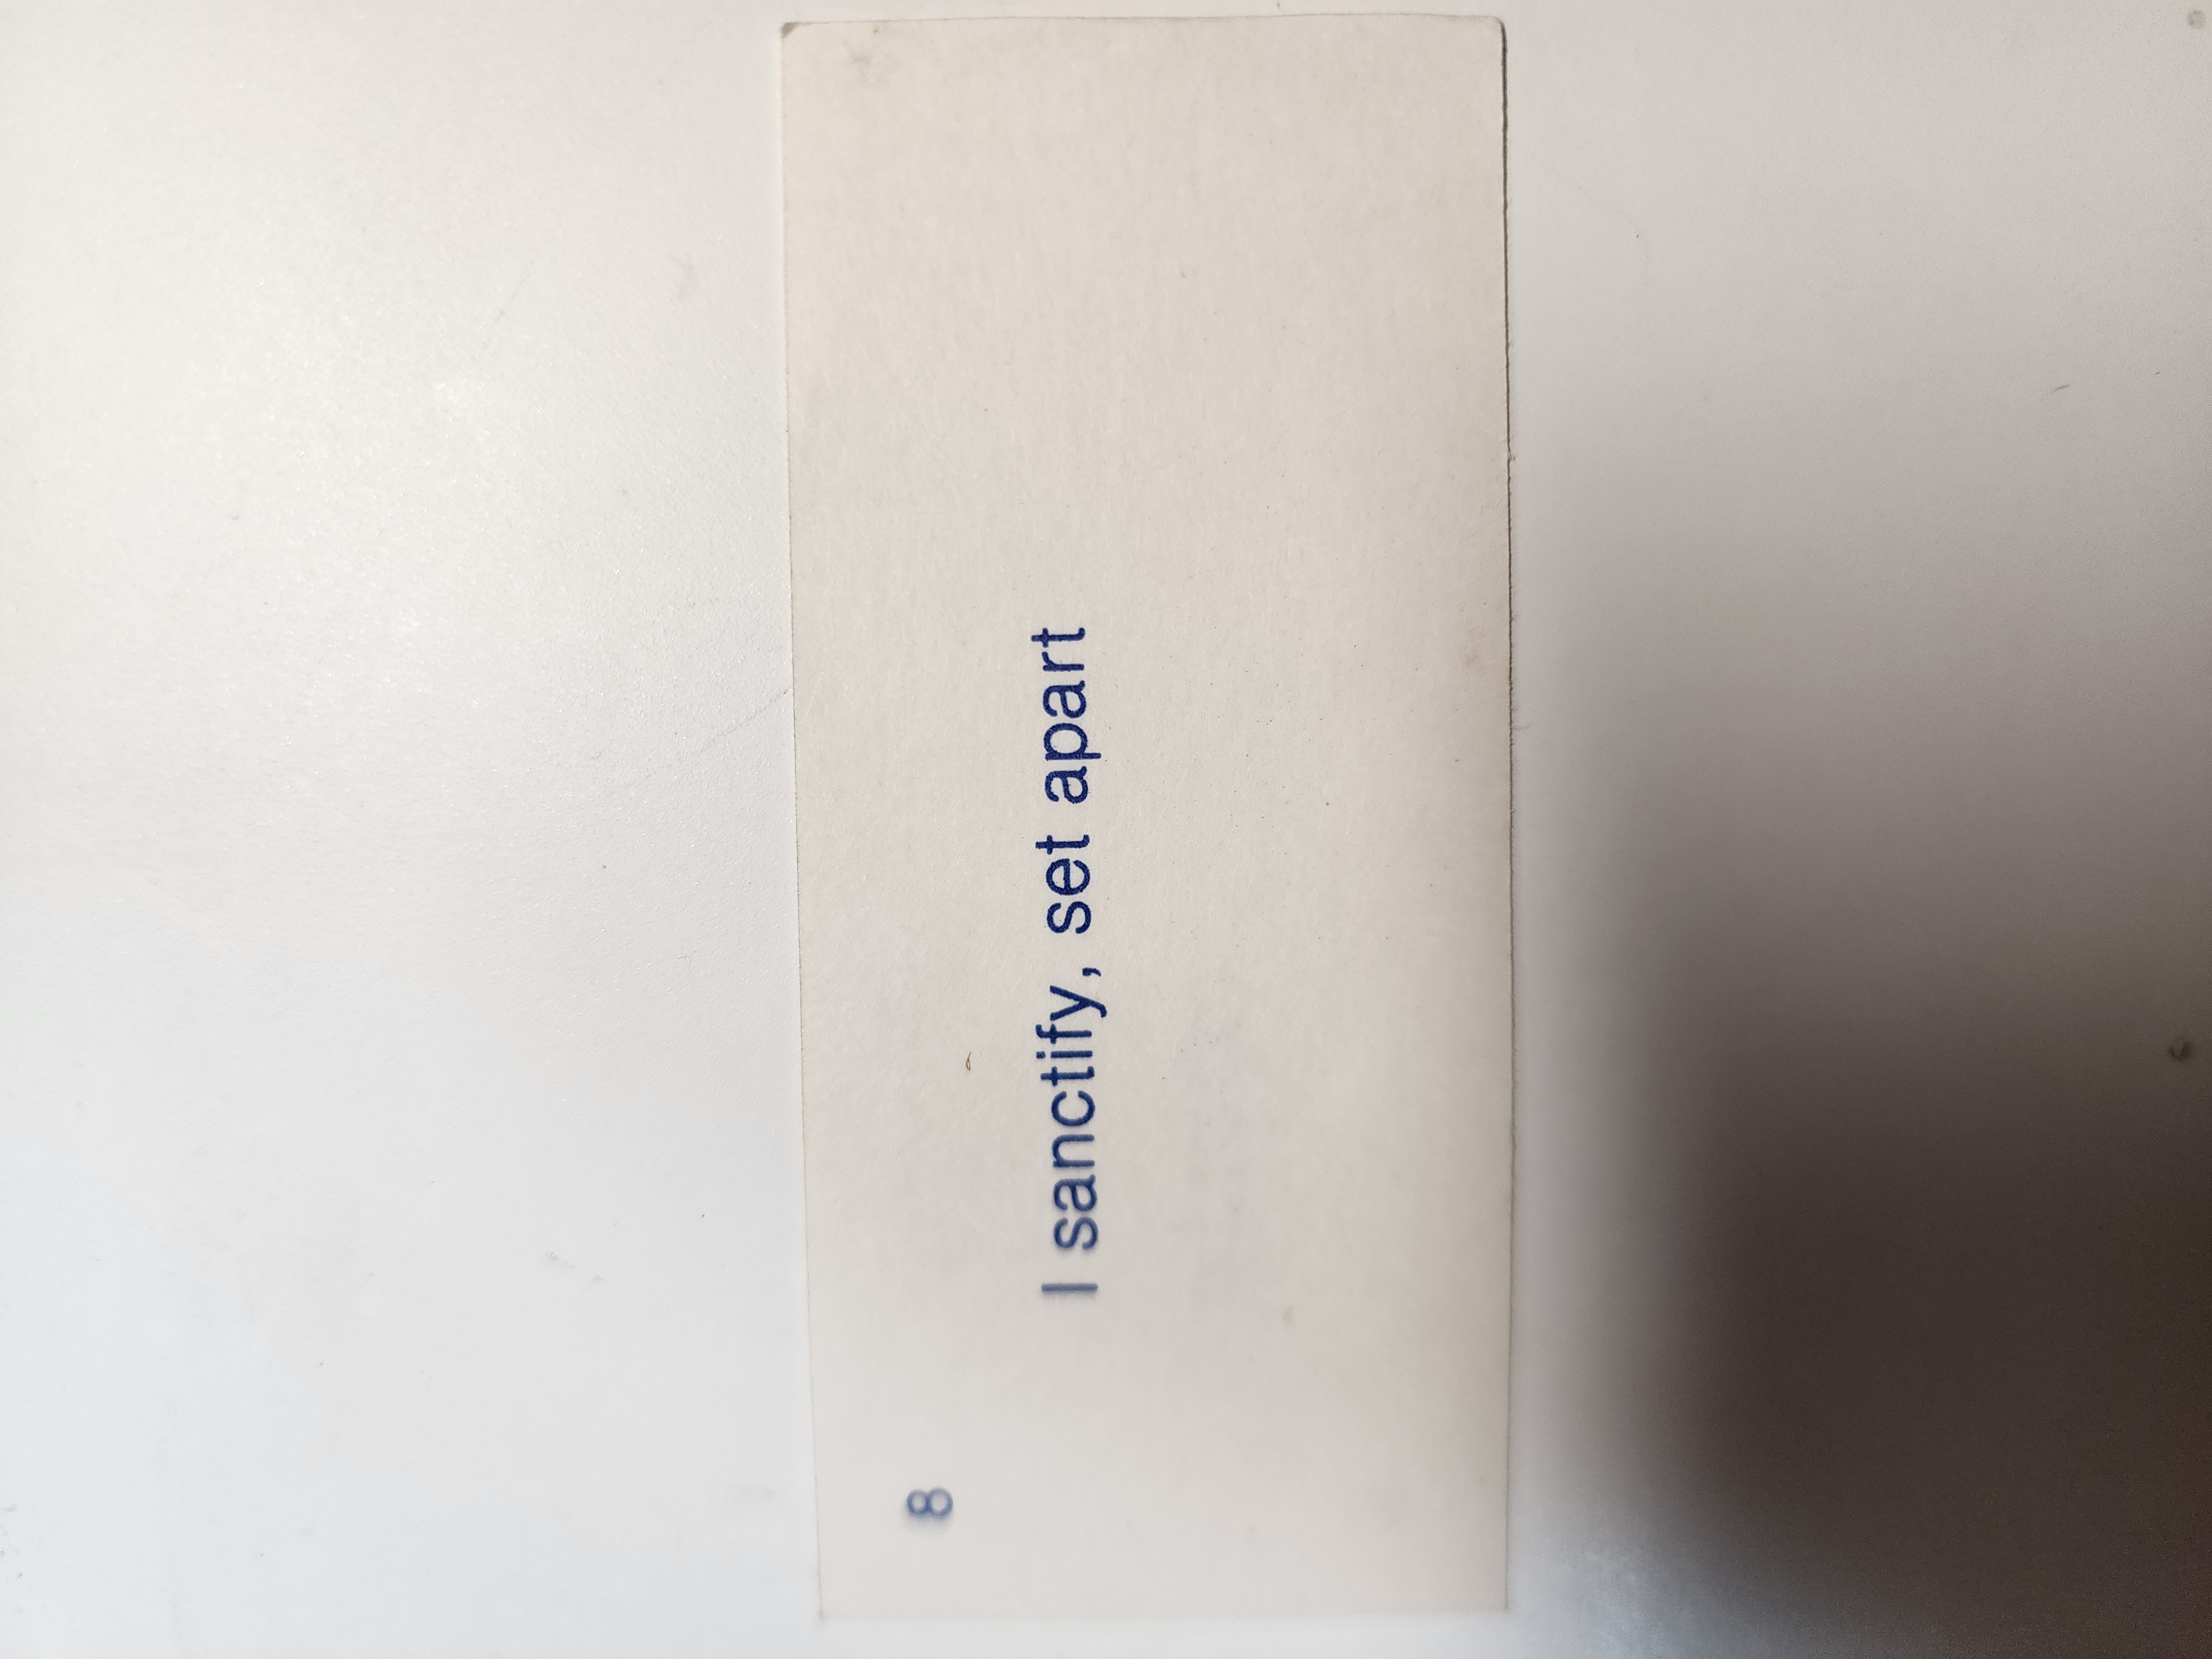 8
I sanctify, set apart